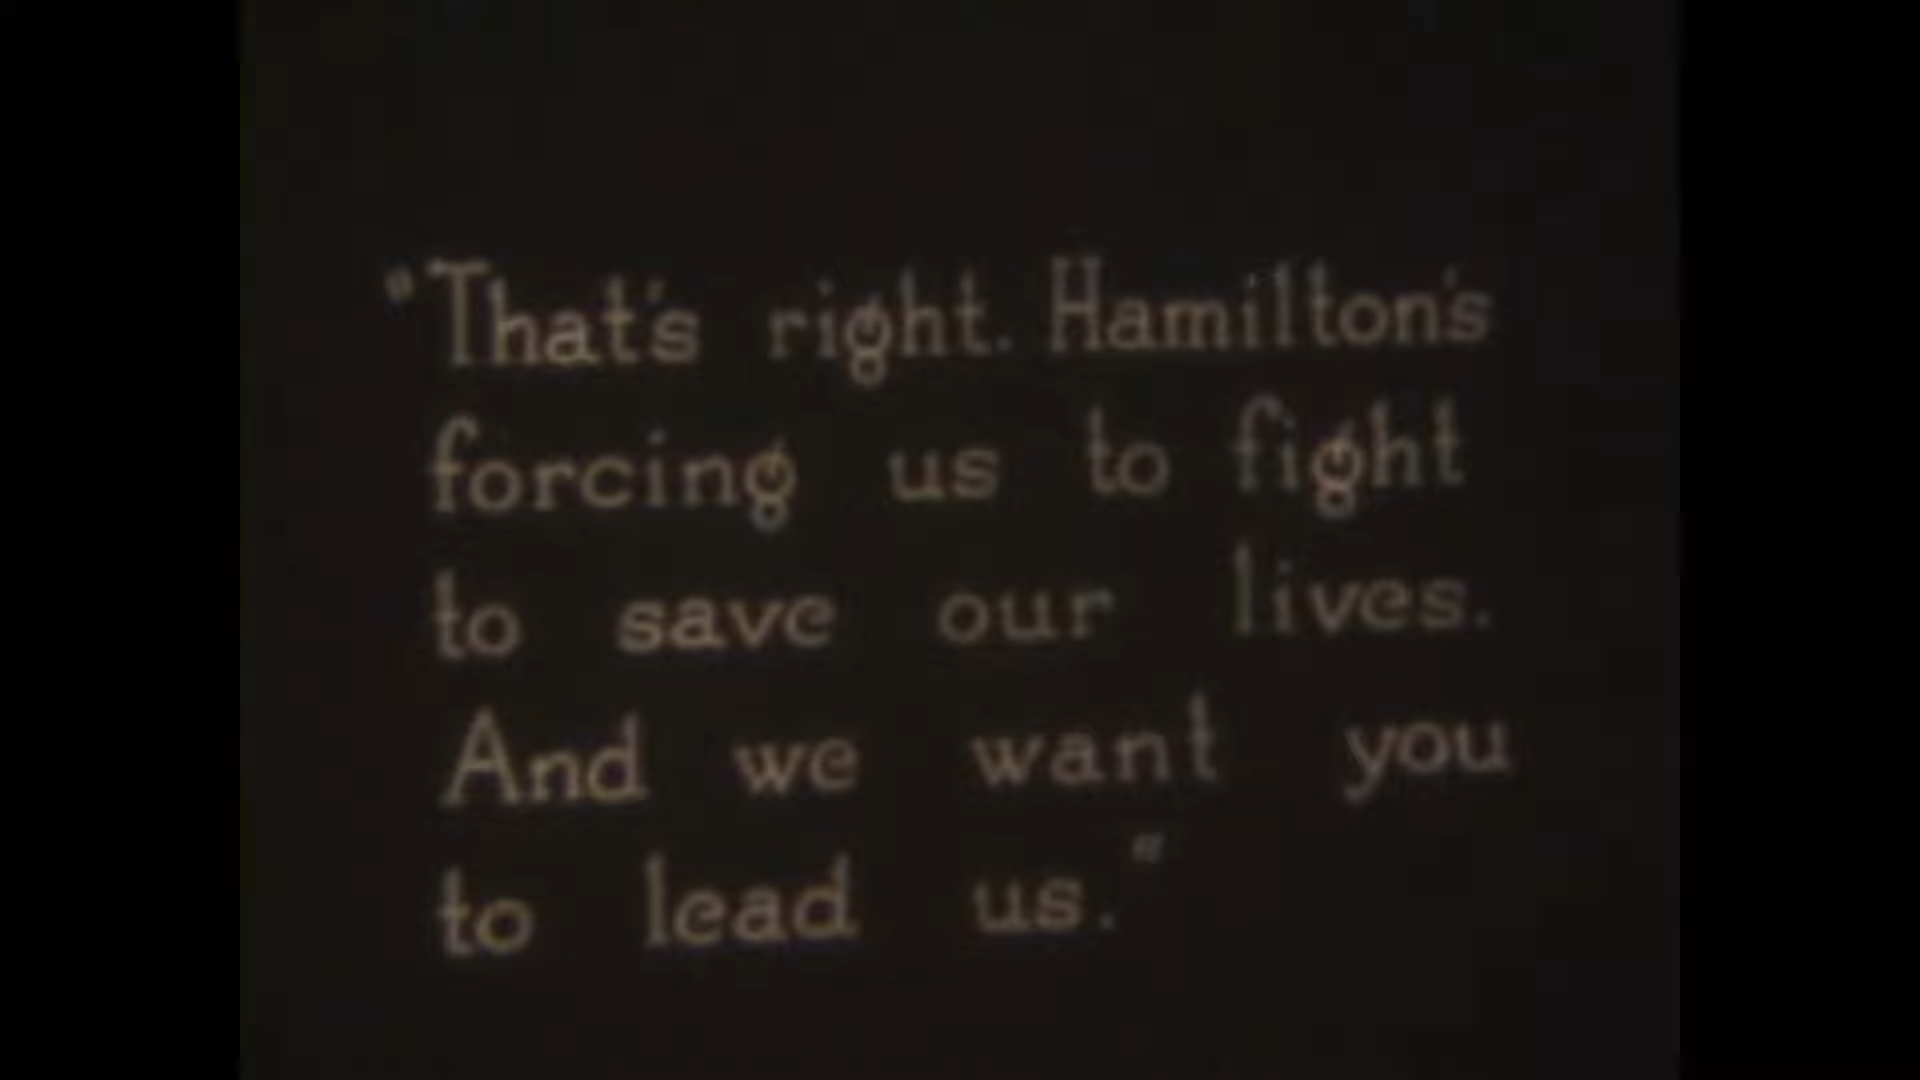 "That's right. Hamilton's
forcing us to fight
to save our lives.
And we want you
to lead us."